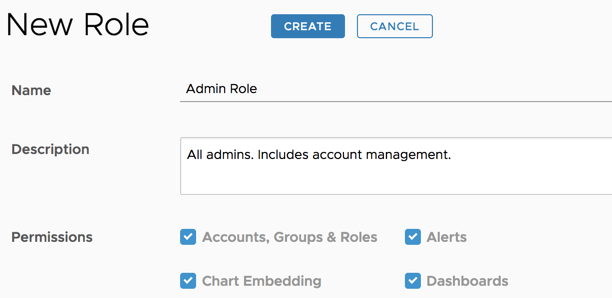 New Role CREATE CANCEL
Name Admin Role
Description All admins. Includes account management.
Permissions Accounts, Groups & Roles Alerts
Chart Embedding Dashboards